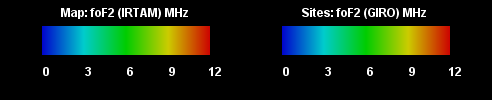 Map: foF2 (IRTAM) MHz
0 3 6 9 12
Sites: foF2 (GIRO) MHz
0 3 6 9 12